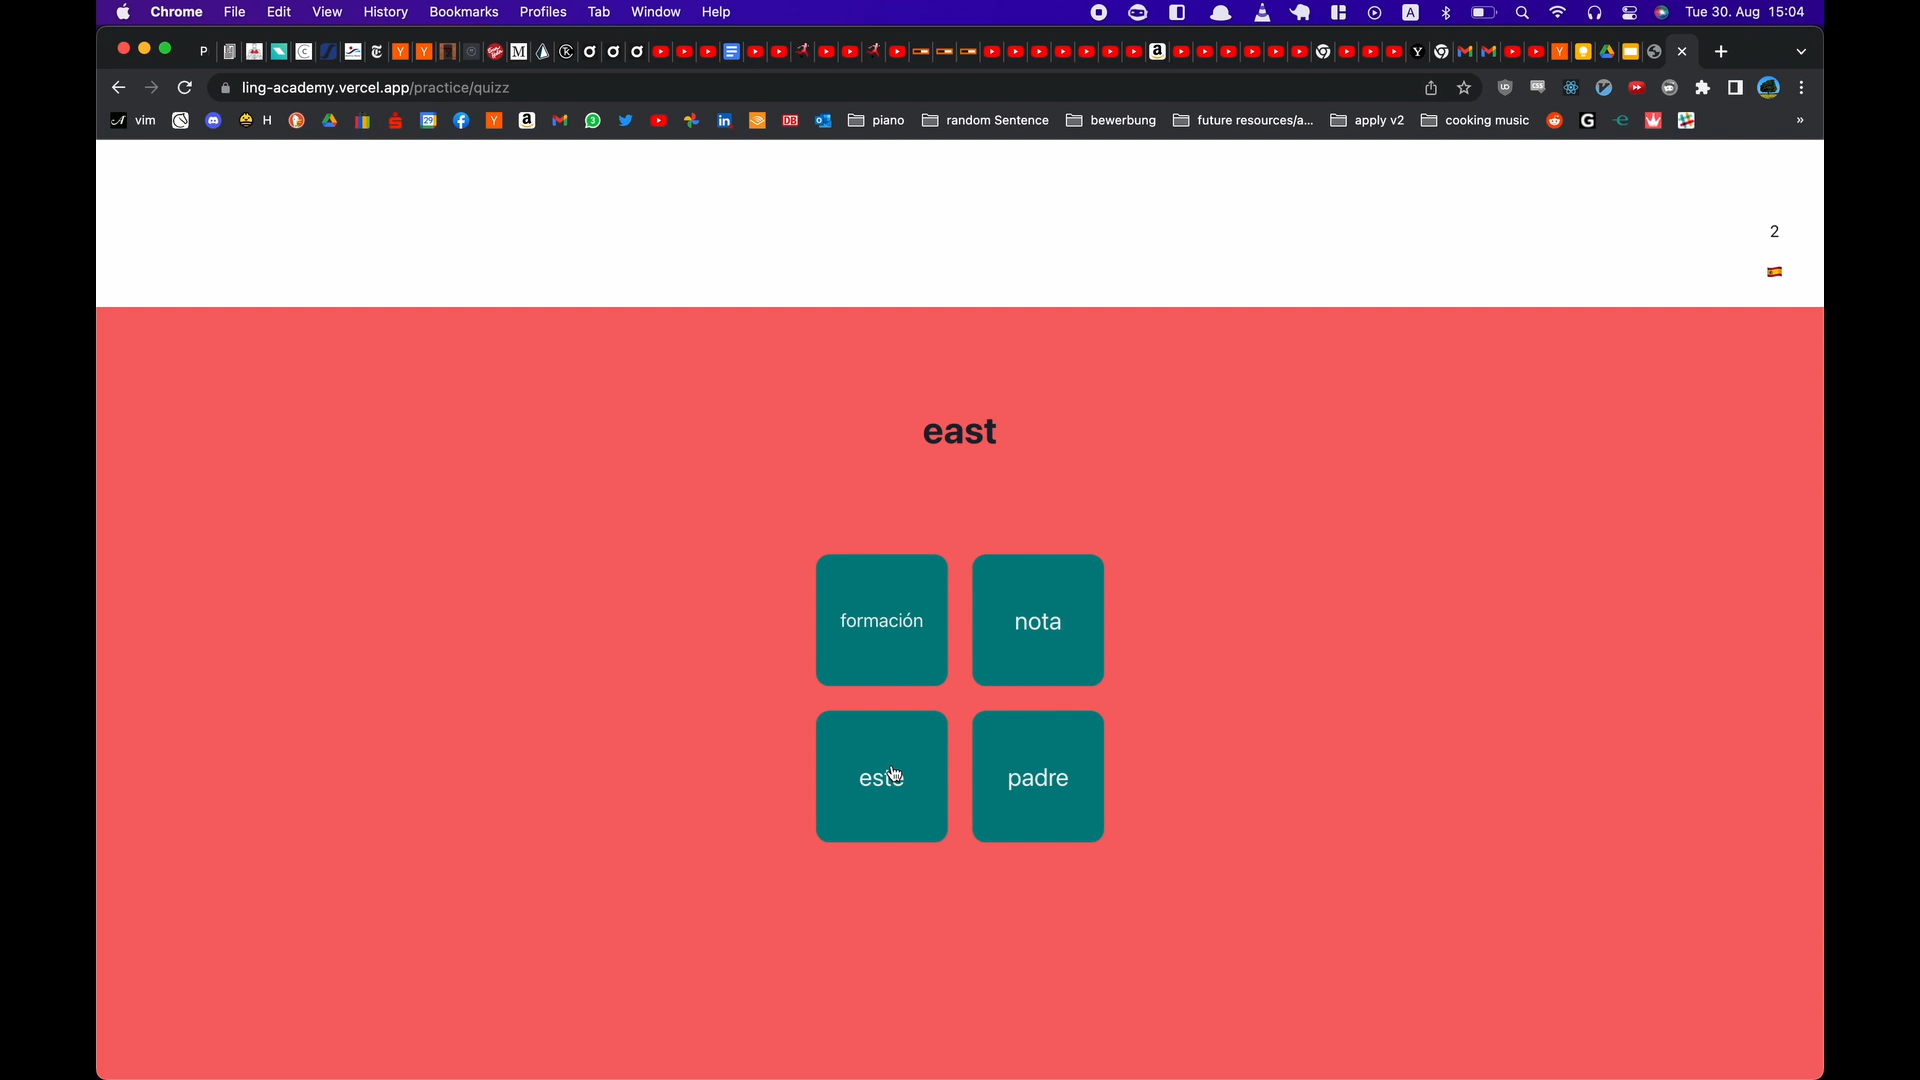 Chrome File Edit View History Bookmarks Profiles Tab Window Help Tue 30. Aug 15:04
ling-academy.vercel.app/practice/quizz
vim H piano random Sentence bewerbung future resources/a... apply v2 cooking music »
2
east
formación nota
este padre